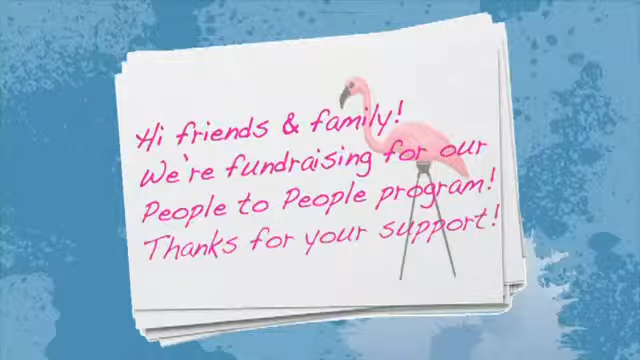 Hi friends & family!
We're fundraising for our
People to People program!
Thanks for your support!